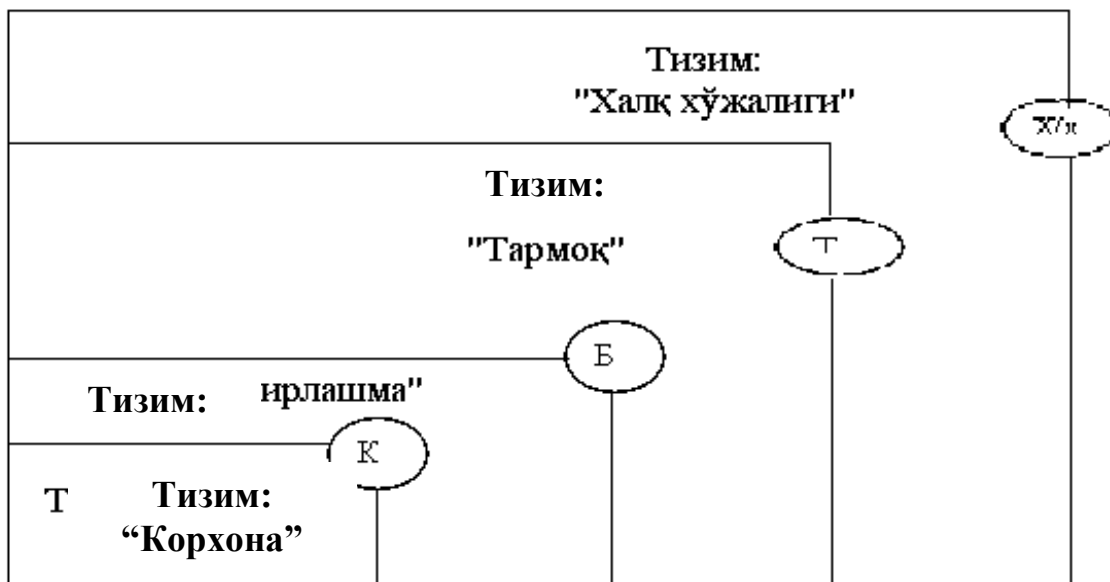 Тизим:
"Халқ хўжалиги"
Х/л
Тизим:
"Тармоқ"
Т
Б
Тизим:
ирлашма"
К
Т
Тизим:
“Корхона”